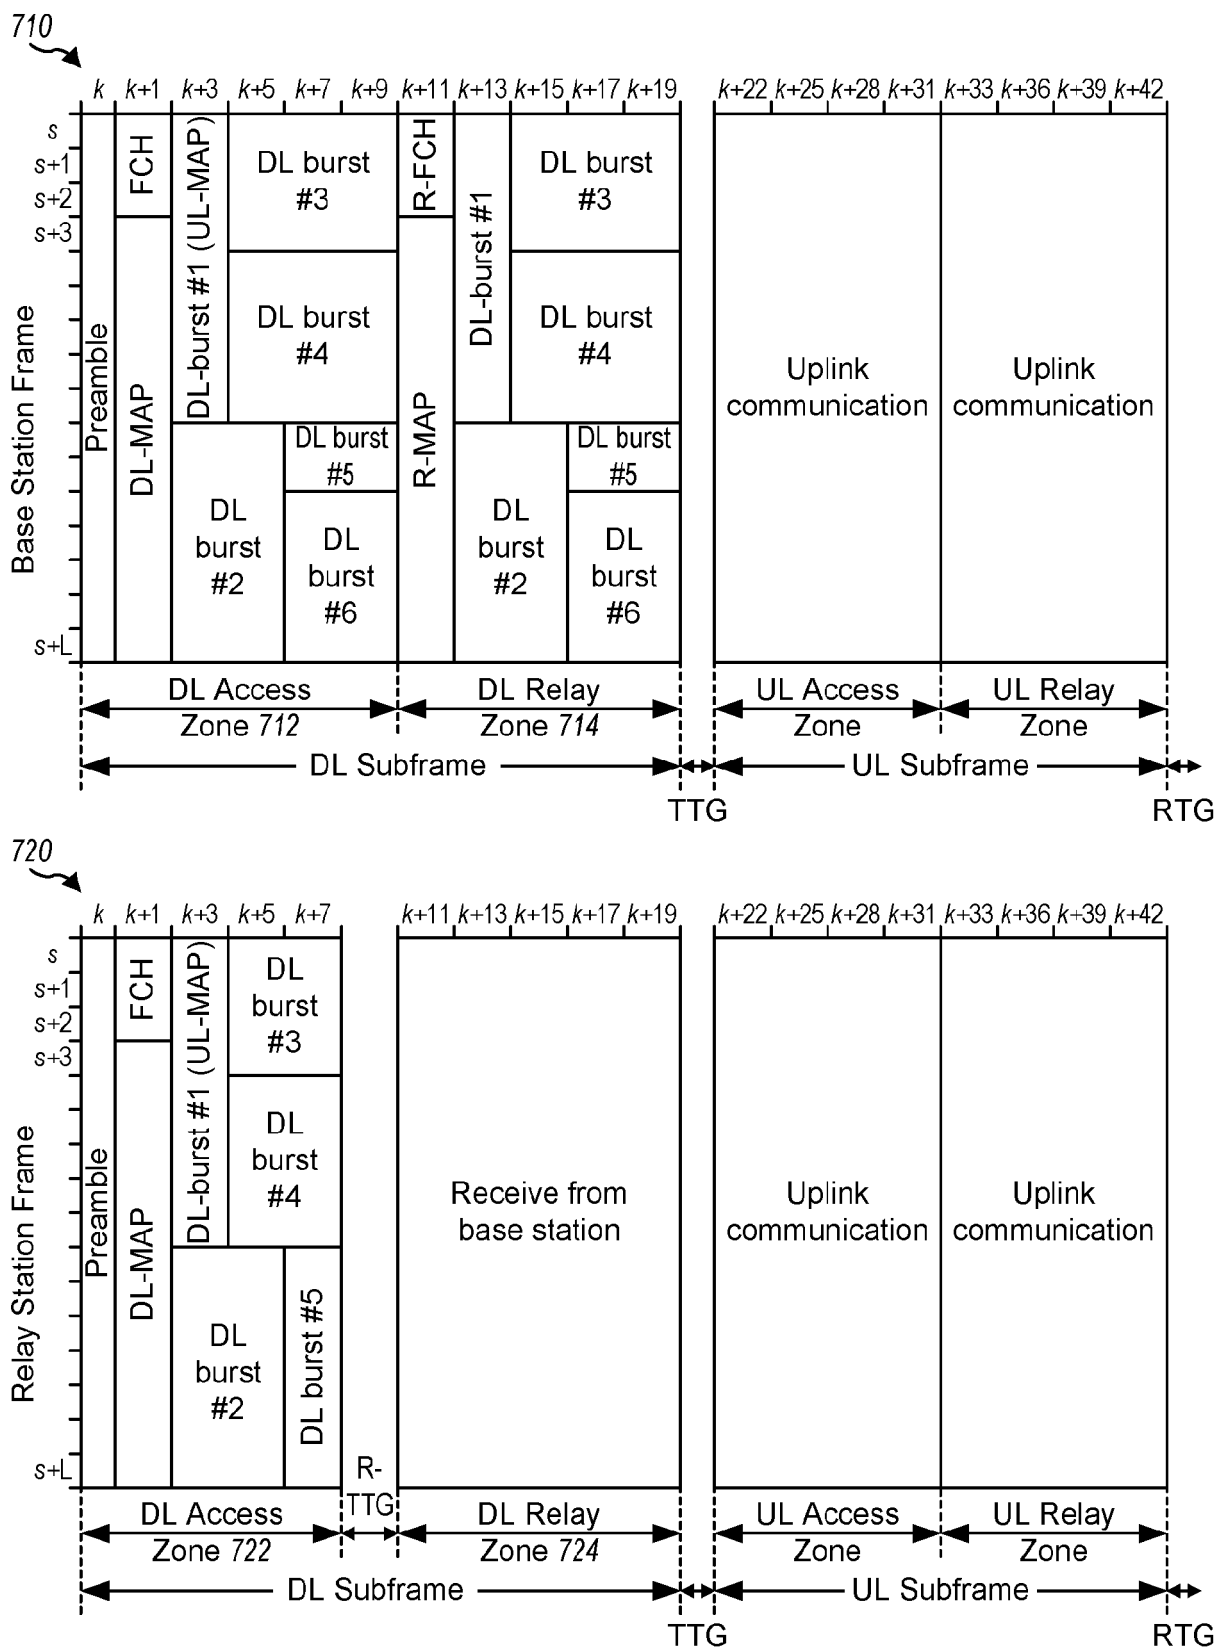 710
k k+1 k+3 k+5 k+7 k+9 k+11 k+13 k+15 k+17 k+19 k+22 k+25 k+28 k+31 k+33 k+36 k+39 k+42
s
s+1
s+2
s+3
s+L
Base Station Frame
Preamble
FCH
DL-MAP
DL-burst #1 (UL-MAP)
DL burst
#3
DL burst
#4
DL
burst
#2
DL burst
#5
DL
burst
#6
R-FCH
R-MAP
DL-burst #1
DL burst
#3
DL burst
#4
DL
burst
#2
DL burst
#5
DL
burst
#6
Uplink
communication
Uplink
communication
DL Access
Zone 712
DL Relay
Zone 714
UL Access
Zone
UL Relay
Zone
DL Subframe
UL Subframe
TTG
RTG
720
k k+1 k+3 k+5 k+7 k+11 k+13 k+15 k+17 k+19 k+22 k+25 k+28 k+31 k+33 k+36 k+39 k+42
s
s+1
s+2
s+3
s+L
Relay Station Frame
Preamble
FCH
DL-MAP
DL-burst #1 (UL-MAP)
DL
burst
#3
DL
burst
#4
DL
burst
#2
DL burst #5
R-
TTG
Receive from
base station
Uplink
communication
Uplink
communication
DL Access
Zone 722
DL Relay
Zone 724
UL Access
Zone
UL Relay
Zone
DL Subframe
UL Subframe
TTG
RTG